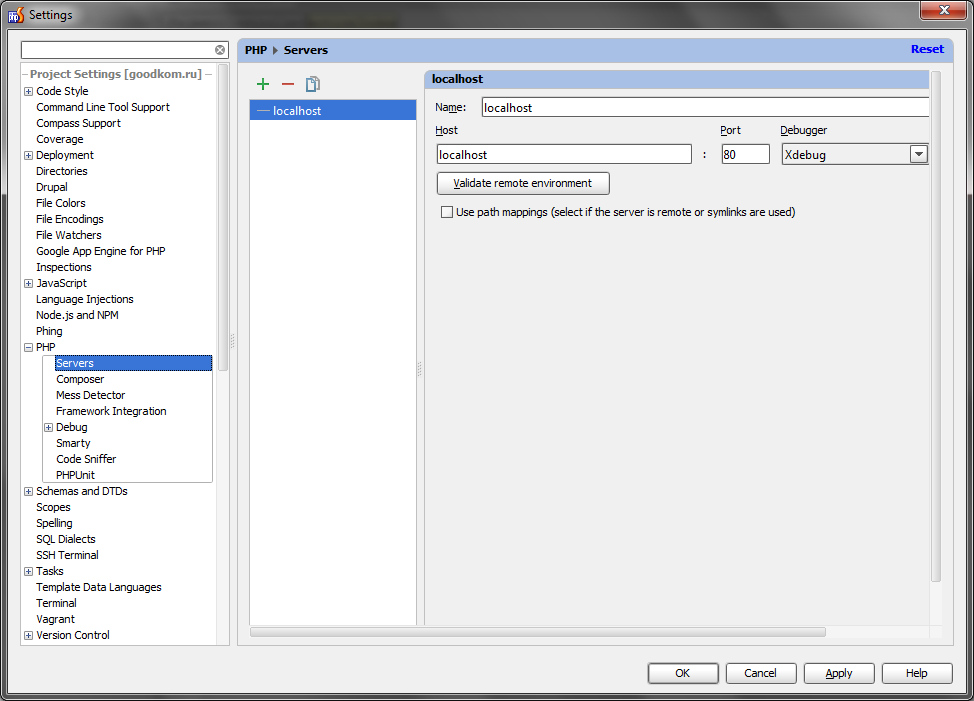 Settings
Project Settings [goodkom.ru]
Code Style
Command Line Tool Support
Compass Support
Coverage
Deployment
Directories
Drupal
File Colors
File Encodings
File Watchers
Google App Engine for PHP
Inspections
JavaScript
Language Injections
Node.js and NPM
Phing
PHP
Servers
Composer
Mess Detector
Framework Integration
Debug
Smarty
Code Sniffer
PHPUnit
Schemas and DTDs
Scopes
Spelling
SQL Dialects
SSH Terminal
Tasks
Template Data Languages
Terminal
Vagrant
Version Control
PHP Servers
Reset
localhost
localhost
Name: localhost
Host Port Debugger
localhost : 80 Xdebug
Validate remote environment
Use path mappings (select if the server is remote or symlinks are used)
OK Cancel Apply Help